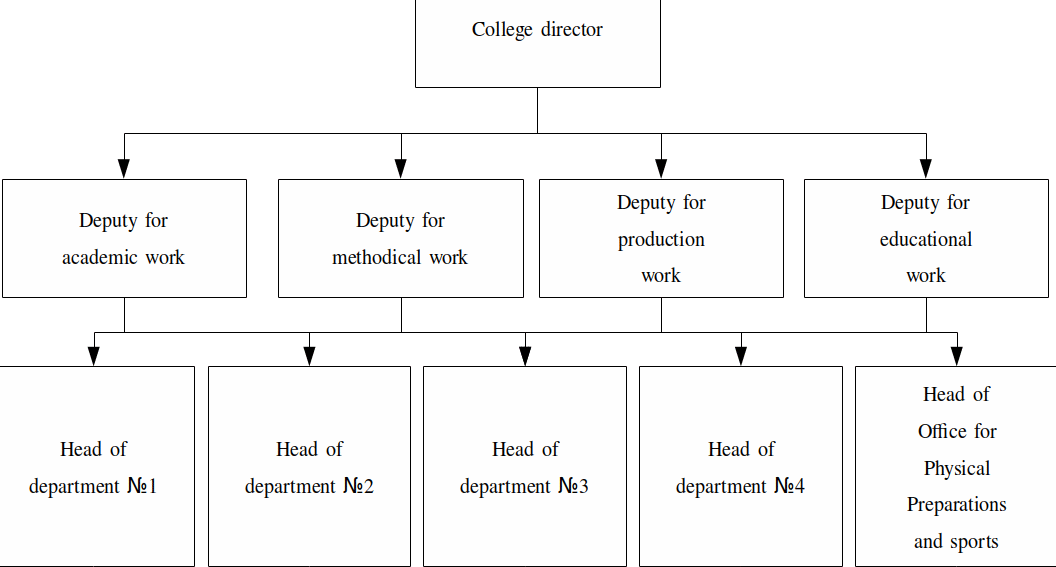 College director
Deputy for
academic work
Deputy for
methodical work
Deputy for
production
work
Deputy for
educational
work
Head of
department №1
Head of
department №2
Head of
department №3
Head of
department №4
Head of
Office for
Physical
Preparations
and sports